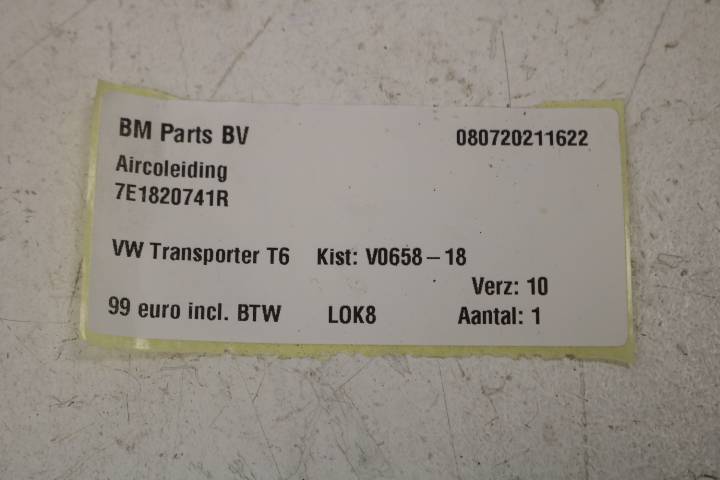 BM Parts BV 080720211622
Aircoleiding
7E1820741R
VW Transporter T6 Kist: V0658 – 18
Verz: 10
99 euro incl. BTW LOK8 Aantal: 1